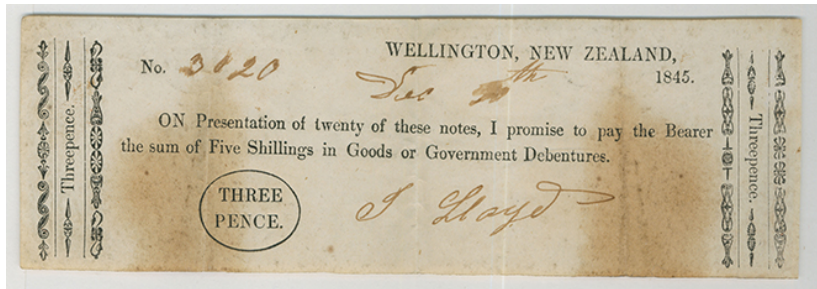 WELLINGTON, NEW ZEALAND,
No. 3020
Dec 20th 1845.
ON Presentation of twenty of these notes, I promise to pay the Bearer
the sum of Five Shillings in Goods or Government Debentures.
THREE
PENCE.
J Lloyd
Threepence.
Threepence.